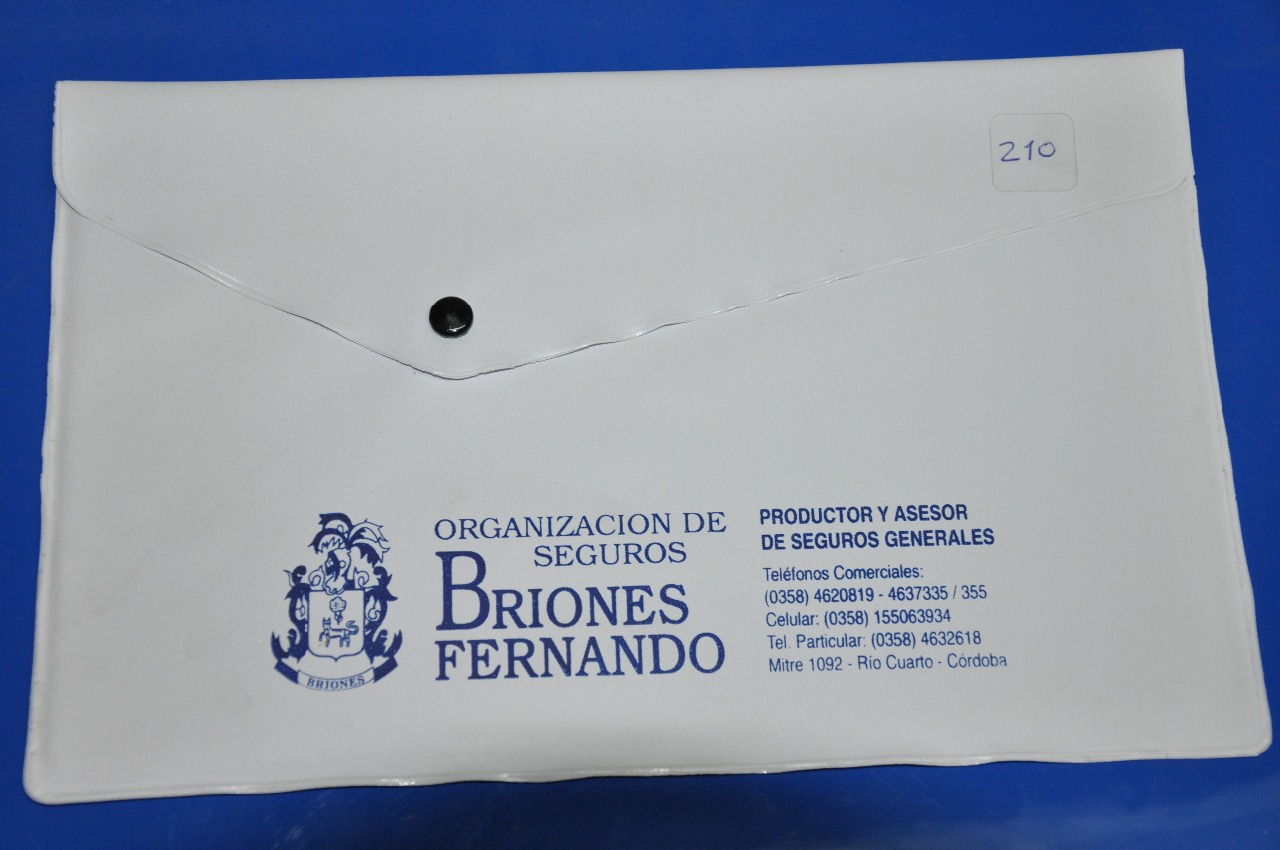 210
ORGANIZACION DE
SEGUROS
BRIONES
FERNANDO
BRIONES
PRODUCTOR Y ASESOR
DE SEGUROS GENERALES
Teléfonos Comerciales:
(0358) 4620819 - 4637335 / 355
Celular: (0358) 155063934
Tel. Particular: (0358) 4632618
Mitre 1092 - Río Cuarto - Córdoba